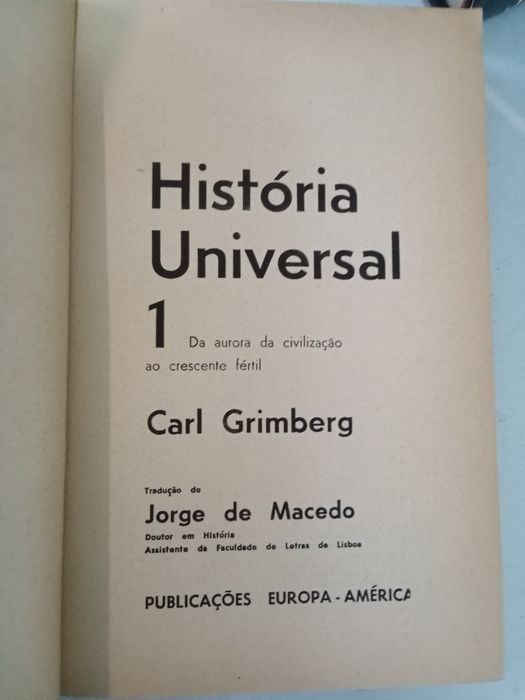 História
Universal
1 Da aurora da civilização
ao crescente fértil
Carl Grimberg
Tradução de
Jorge de Macedo
Doutor em História
Assistente da Faculdade de Letras de Lisboa
PUBLICAÇÕES EUROPA-AMÉRICA